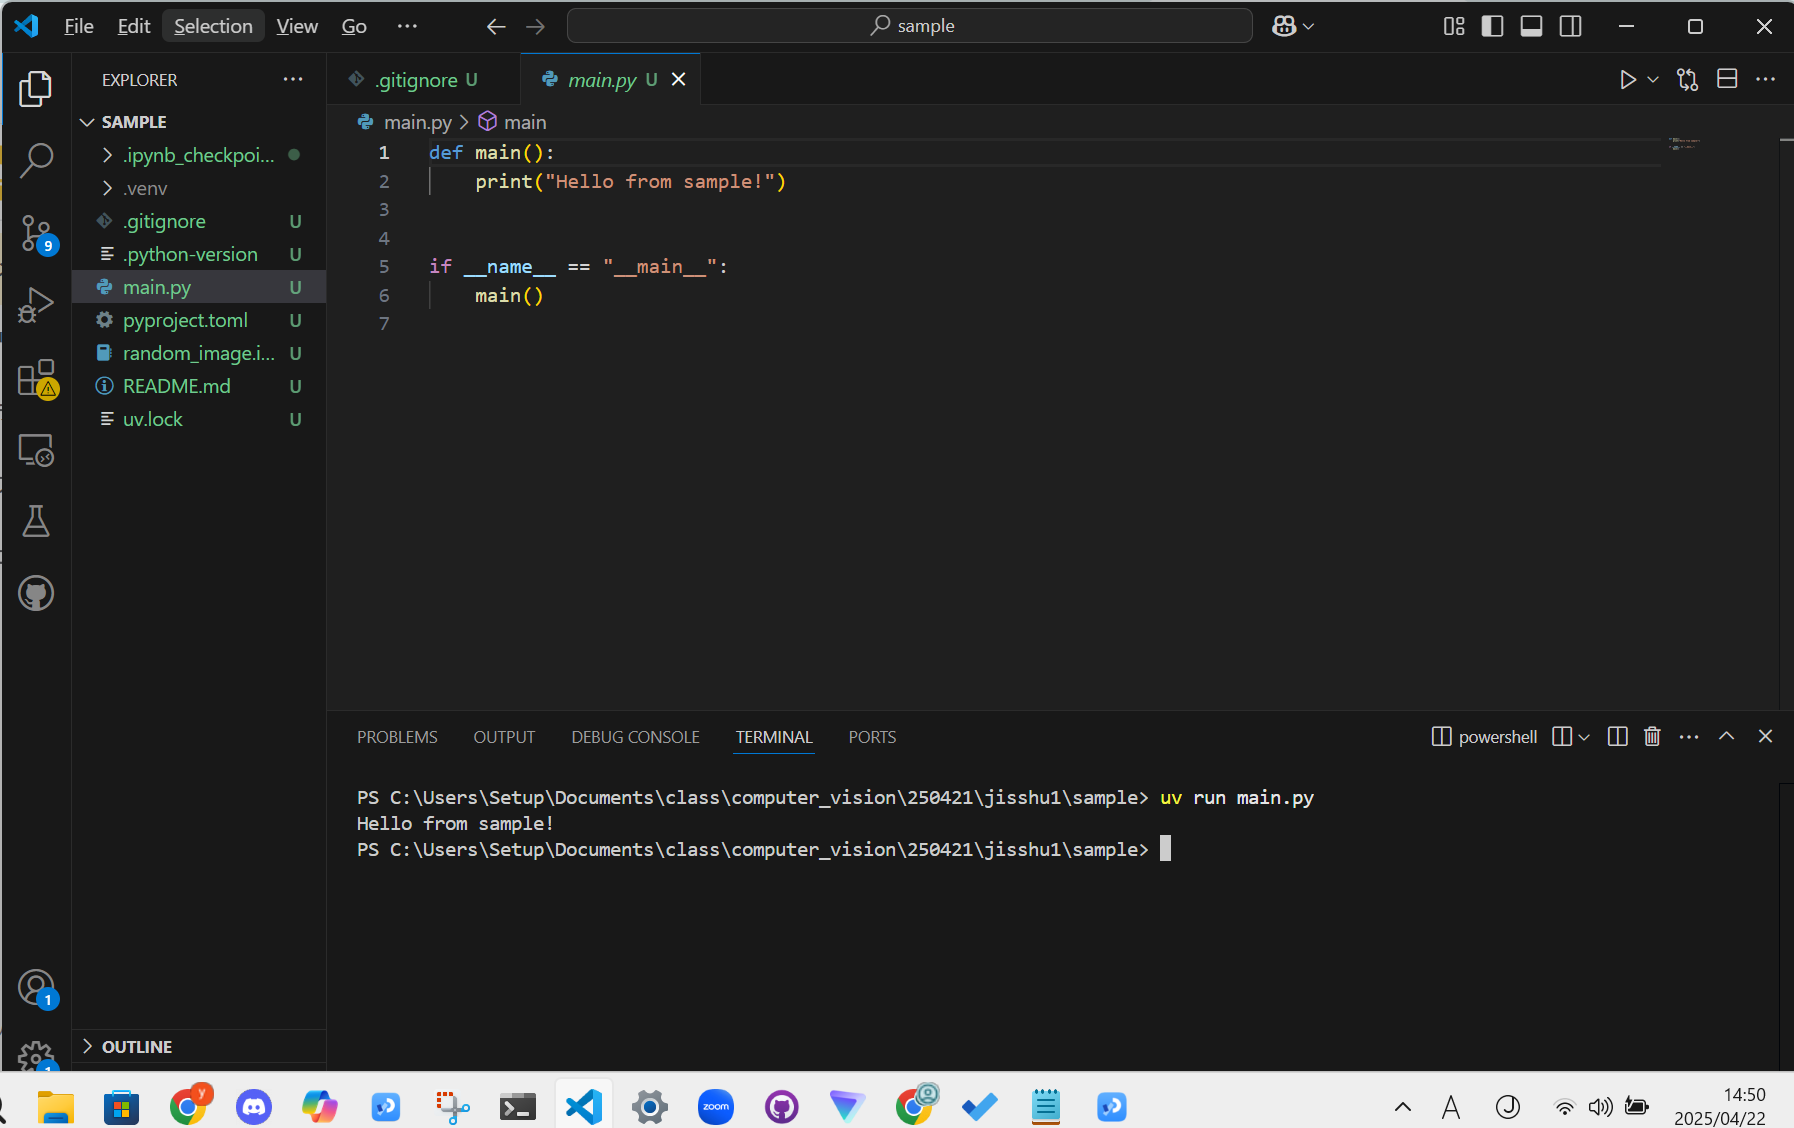 File Edit Selection View Go ··· sample
EXPLORER ···
SAMPLE
.ipynb_checkpoi...
.venv
.gitignore U
.python-version U
main.py U
pyproject.toml U
random_image.i... U
README.md U
uv.lock U
OUTLINE
9
1
1
.gitignore U main.py U
main.py > main
1 def main():
2 print("Hello from sample!")
3
4
5 if __name__ == "__main__":
6 main()
7
PROBLEMS OUTPUT DEBUG CONSOLE TERMINAL PORTS powershell
PS C:\Users\Setup\Documents\class\computer_vision\250421\jisshu1\sample> uv run main.py
Hello from sample!
PS C:\Users\Setup\Documents\class\computer_vision\250421\jisshu1\sample>
y
zoom
A
J
14:50
2025/04/22